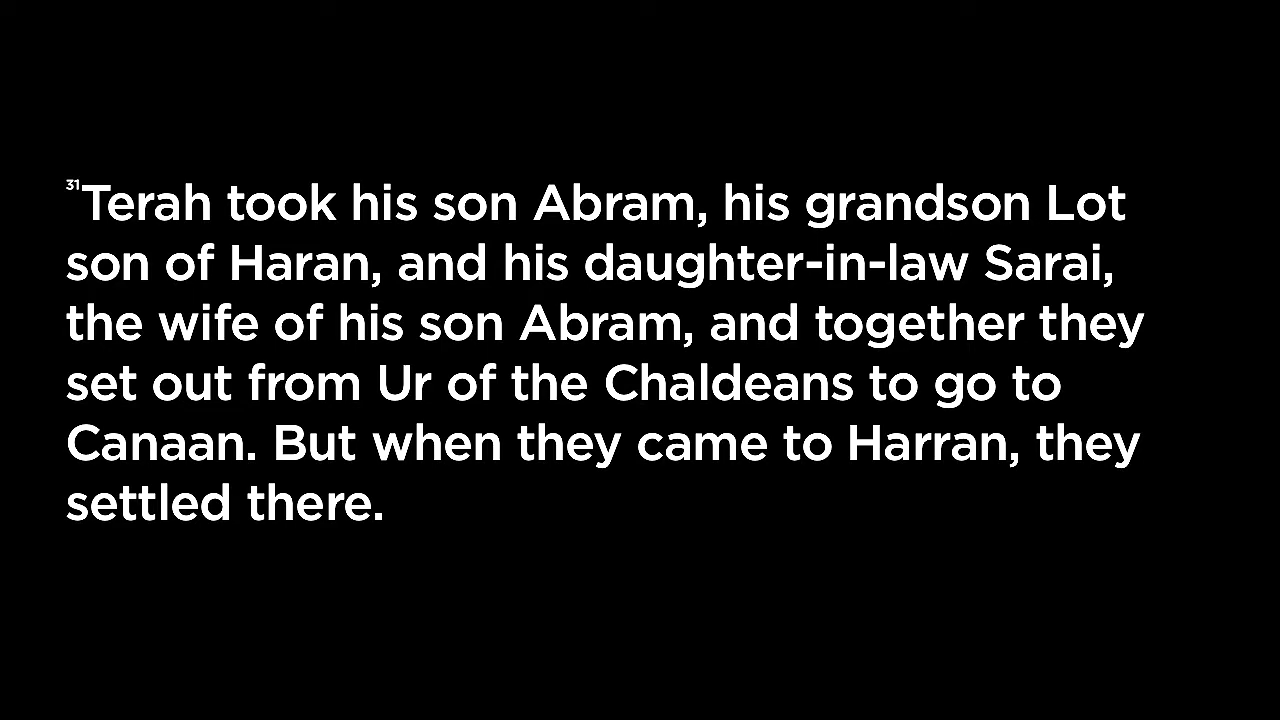 31Terah took his son Abram, his grandson Lot
son of Haran, and his daughter-in-law Sarai,
the wife of his son Abram, and together they
set out from Ur of the Chaldeans to go to
Canaan. But when they came to Harran, they
settled there.